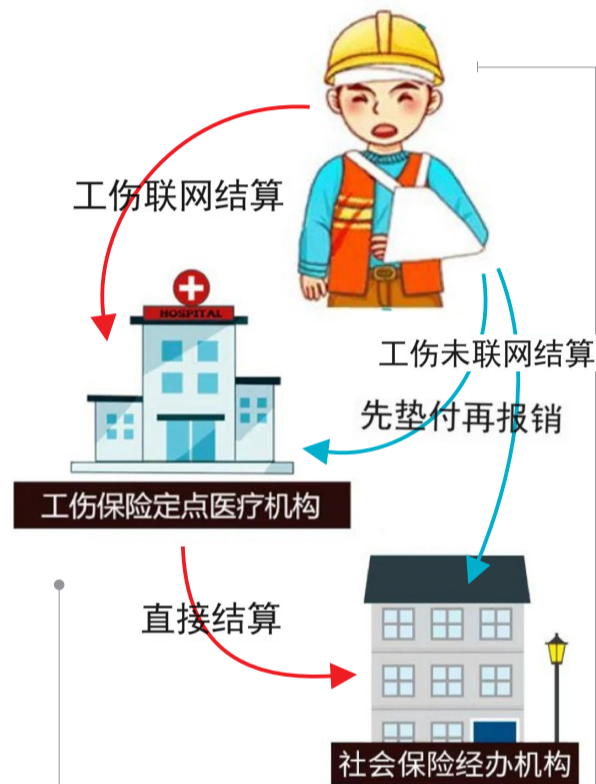 工伤联网结算
HOSPITAL
工伤未联网结算
先垫付再报销
工伤保险定点医疗机构
直接结算
社会保险经办机构